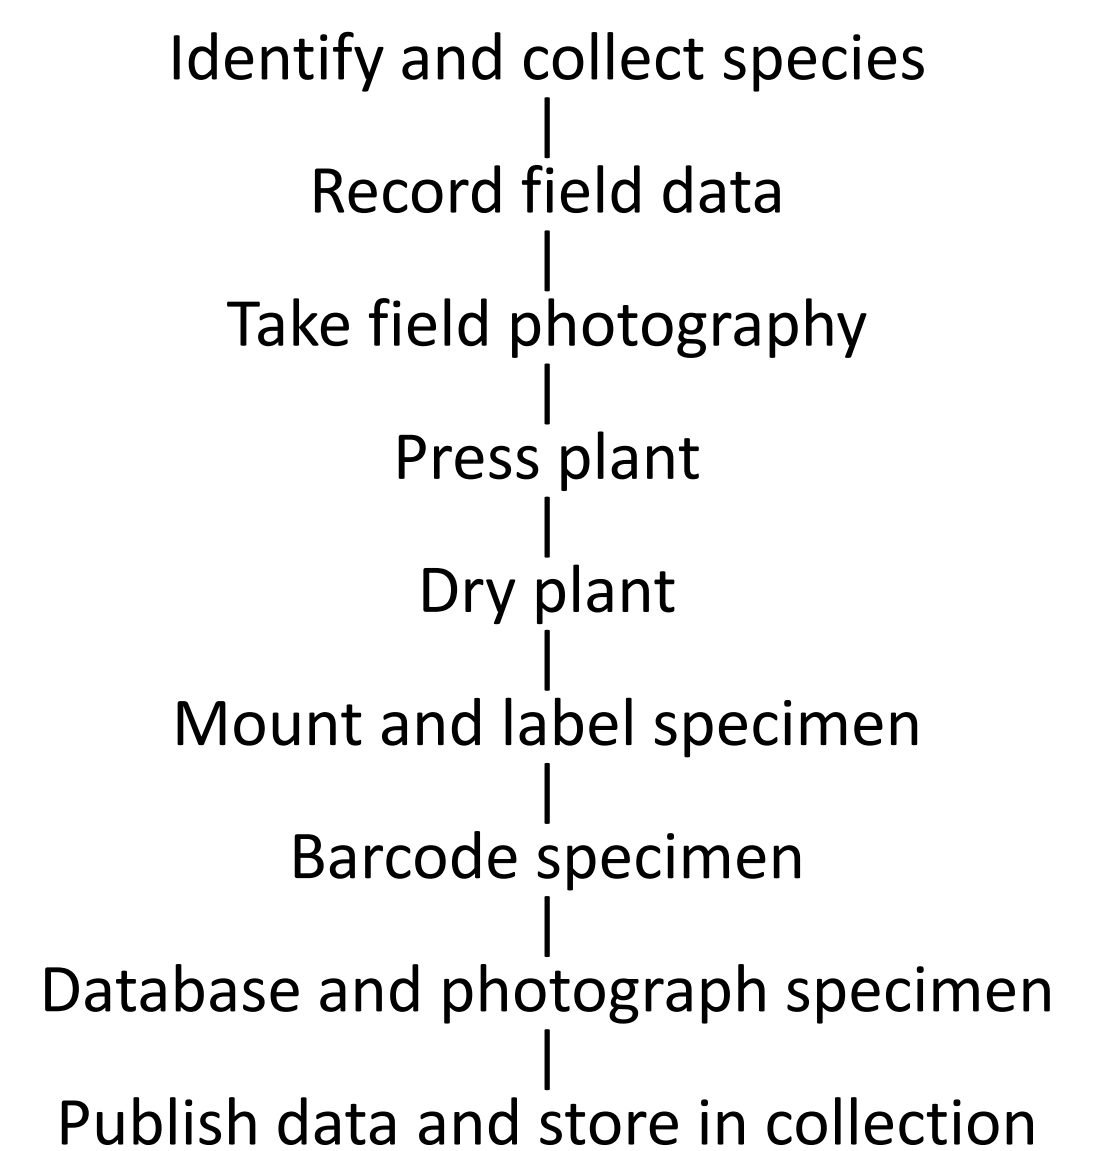 Identify and collect species
Record field data
Take field photography
Press plant
Dry plant
Mount and label specimen
Barcode specimen
Database and photograph specimen
Publish data and store in collection